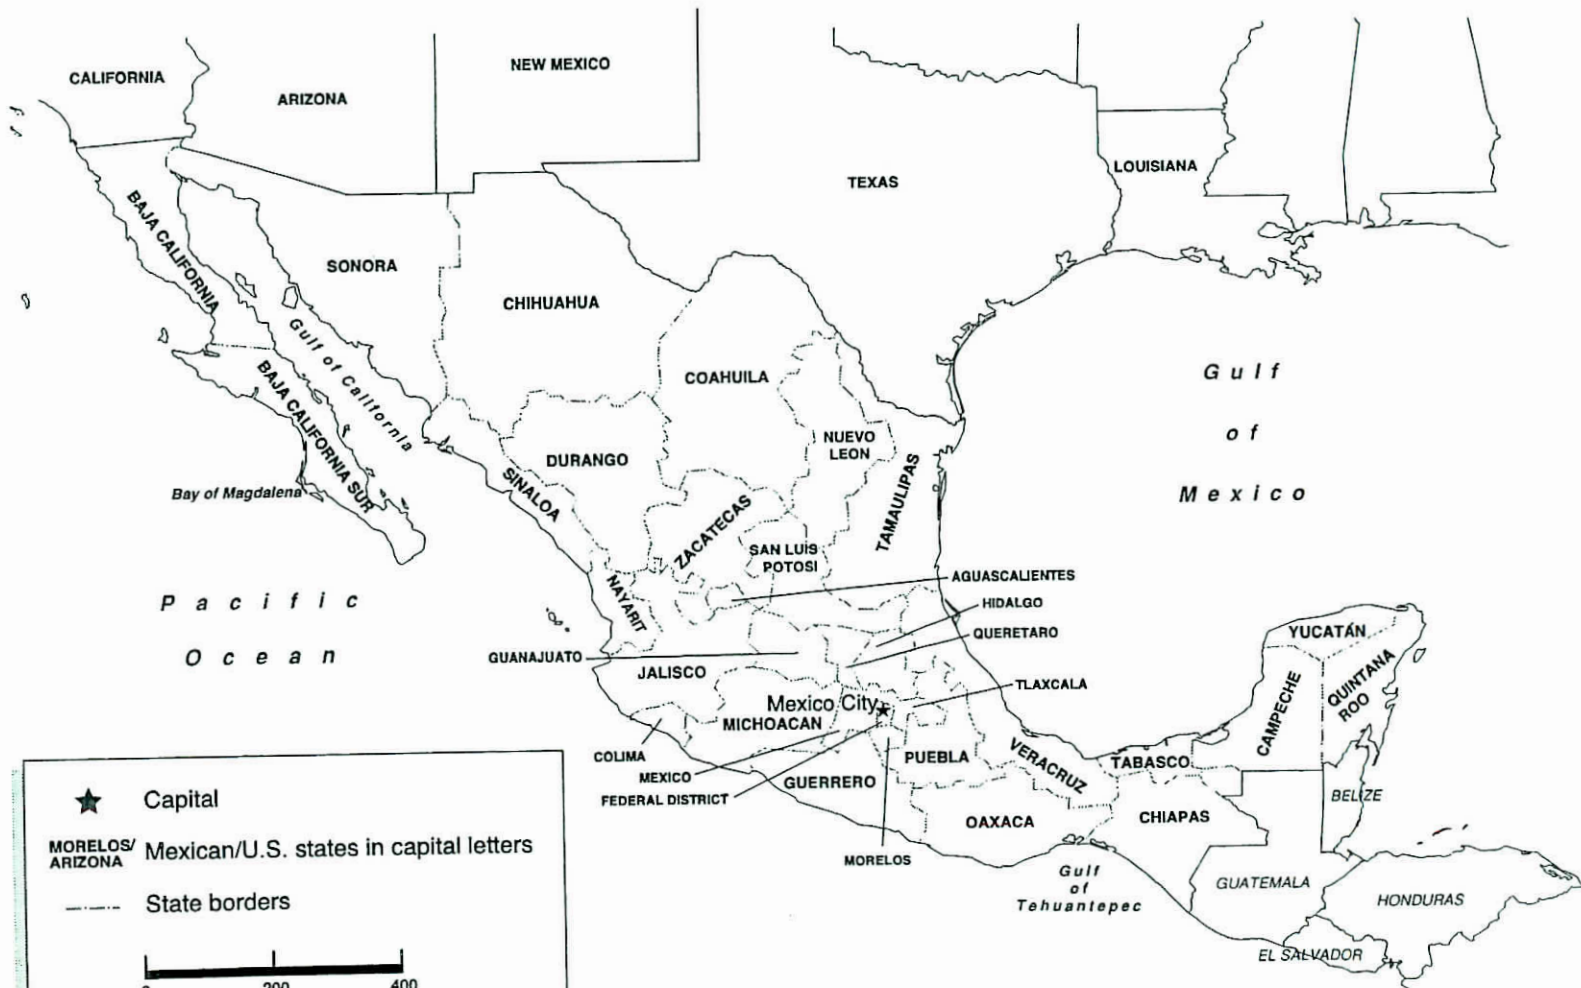 CALIFORNIA
ARIZONA
NEW MEXICO
TEXAS
LOUISIANA
BAJA CALIFORNIA
SONORA
CHIHUAHUA
Gulf of California
COAHUILA
BAJA CALIFORNIA SUR
Bay of Magdalena
SINALOA
DURANGO
NUEVO
LEON
TAMAULIPAS
ZACATECAS
SAN LUIS
POTOSI
Gulf
of
Mexico
Pacific
Ocean
NAYARIT
AGUASCALIENTES
HIDALGO
QUERETARO
GUANAJUATO
JALISCO
TLAXCALA
Mexico City
MICHOACAN
COLIMA
MEXICO
FEDERAL DISTRICT
GUERRERO
PUEBLA
MORELOS
VERACRUZ
OAXACA
TABASCO
CHIAPAS
YUCATÁN
CAMPECHE
QUINTANA
ROO
BELIZE
Gulf
of
Tehuantepec
GUATEMALA
HONDURAS
EL SALVADOR
Capital
MORELOS/
ARIZONA
Mexican/U.S. states in capital letters
State borders
0 200 400